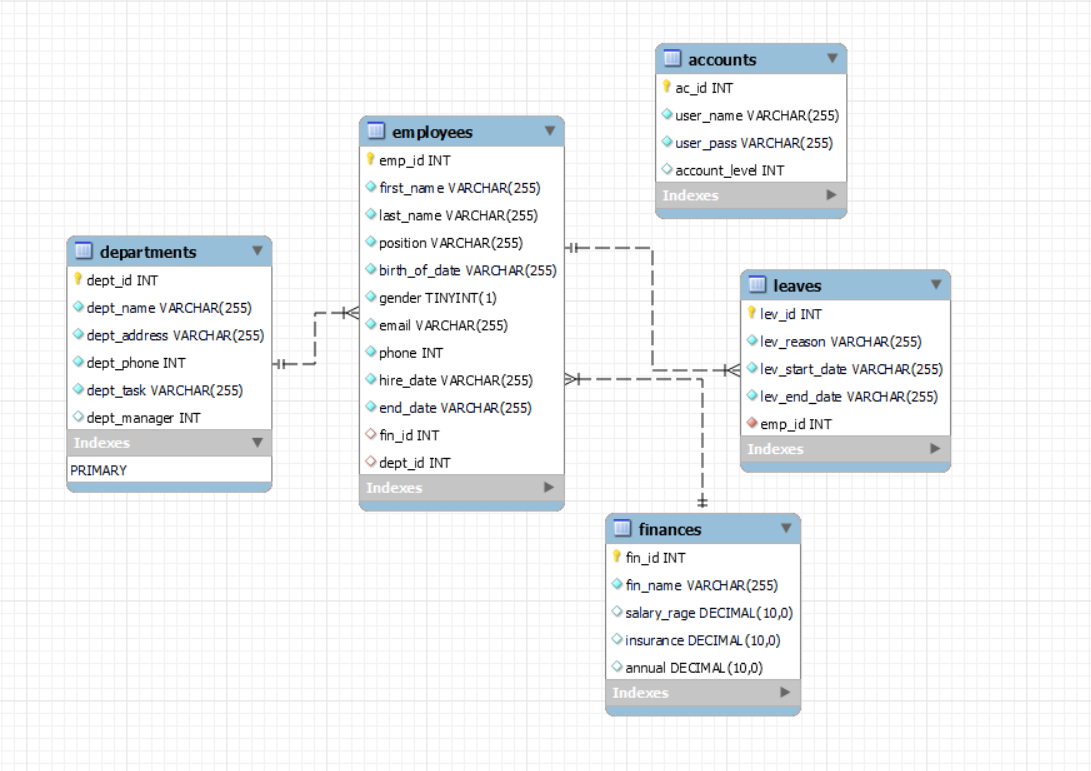 departments
dept_id INT
dept_name VARCHAR(255)
dept_address VARCHAR(255)
dept_phone INT
dept_task VARCHAR(255)
dept_manager INT
Indexes
PRIMARY
employees
emp_id INT
first_name VARCHAR(255)
last_name VARCHAR(255)
position VARCHAR(255)
birth_of_date VARCHAR(255)
gender TINYINT(1)
email VARCHAR(255)
phone INT
hire_date VARCHAR(255)
end_date VARCHAR(255)
fin_id INT
dept_id INT
Indexes
accounts
ac_id INT
user_name VARCHAR(255)
user_pass VARCHAR(255)
account_level INT
Indexes
leaves
lev_id INT
lev_reason VARCHAR(255)
lev_start_date VARCHAR(255)
lev_end_date VARCHAR(255)
emp_id INT
Indexes
finances
fin_id INT
fin_name VARCHAR(255)
salary_rage DECIMAL(10,0)
insurance DECIMAL(10,0)
annual DECIMAL(10,0)
Indexes